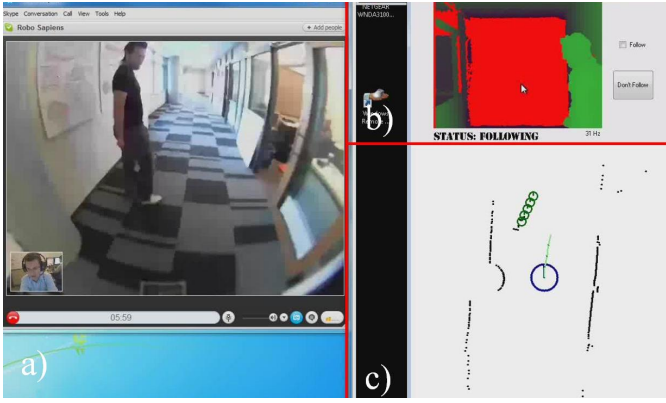 Skype Conversation Call View Tools Help
Robo Sapiens
+ Add people
05:59
a)
NETGEAR
WNDA3100...
b)
Follow
Don't Follow
STATUS: FOLLOWING
31 Hz
c)